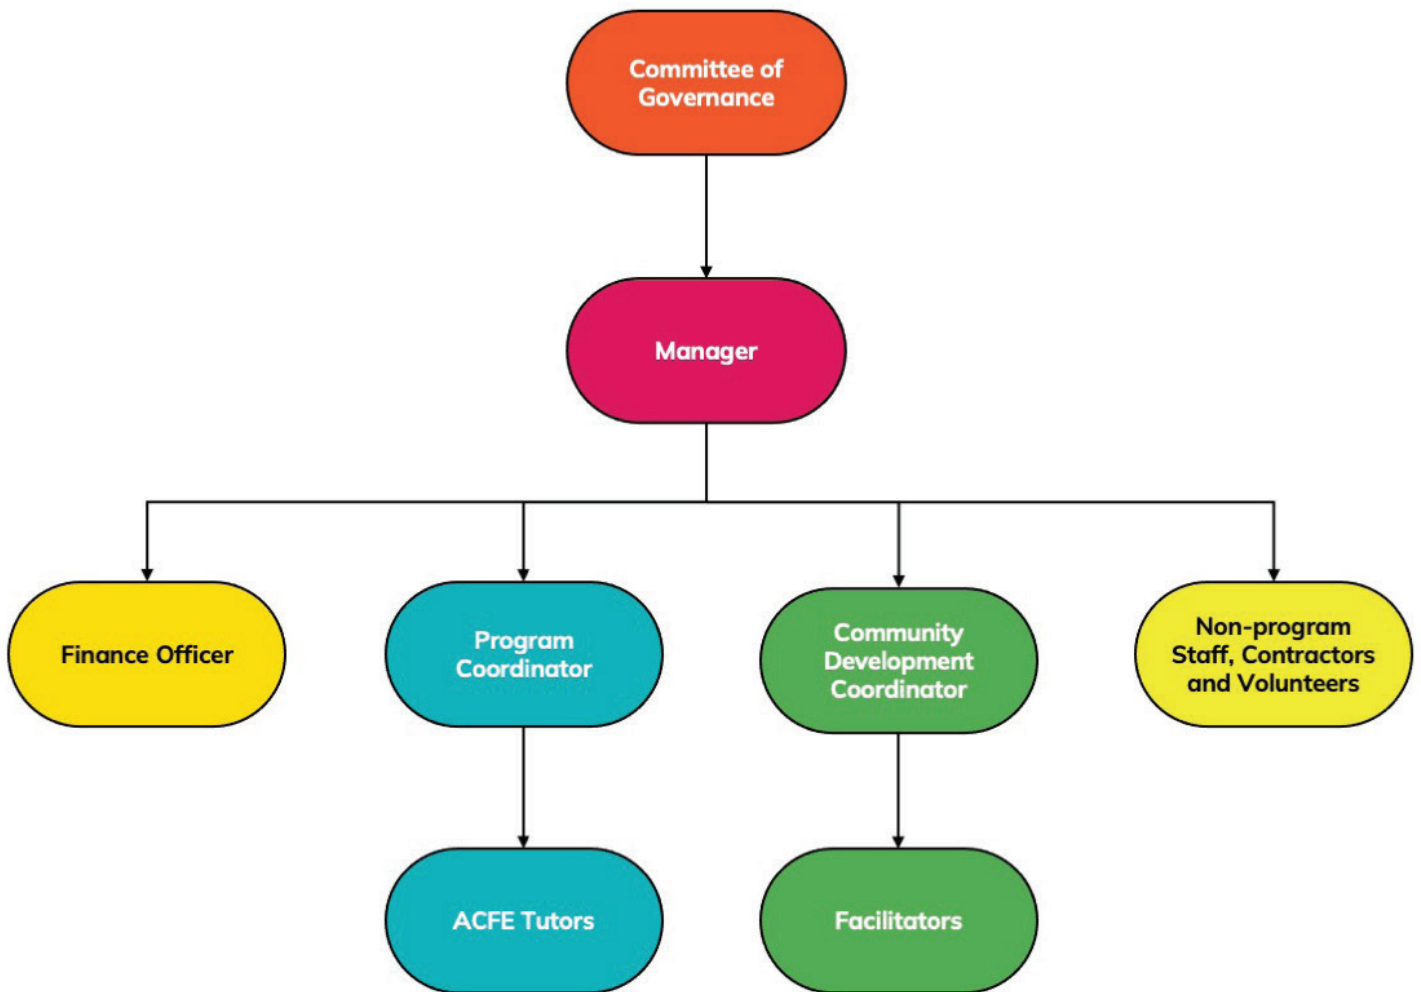 Committee of
Governance
Manager
Finance Officer
Program
Coordinator
Community
Development
Coordinator
Non-program
Staff, Contractors
and Volunteers
ACFE Tutors
Facilitators